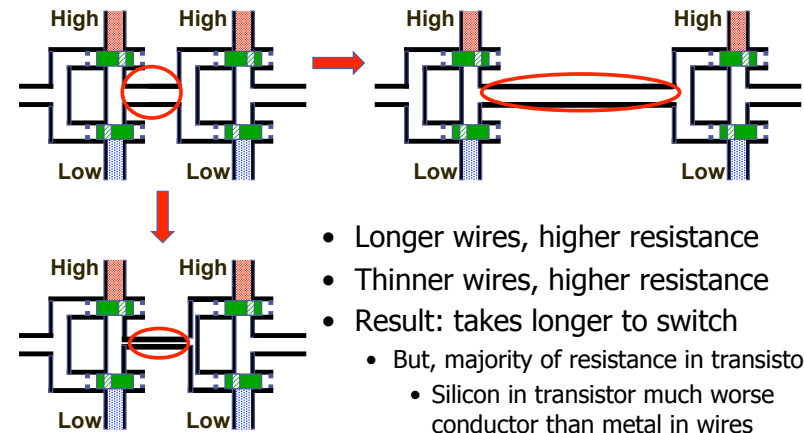 High High High High
Low Low Low Low
High High
Low Low
• Longer wires, higher resistance
• Thinner wires, higher resistance
• Result: takes longer to switch
• But, majority of resistance in transisto
• Silicon in transistor much worse
conductor than metal in wires